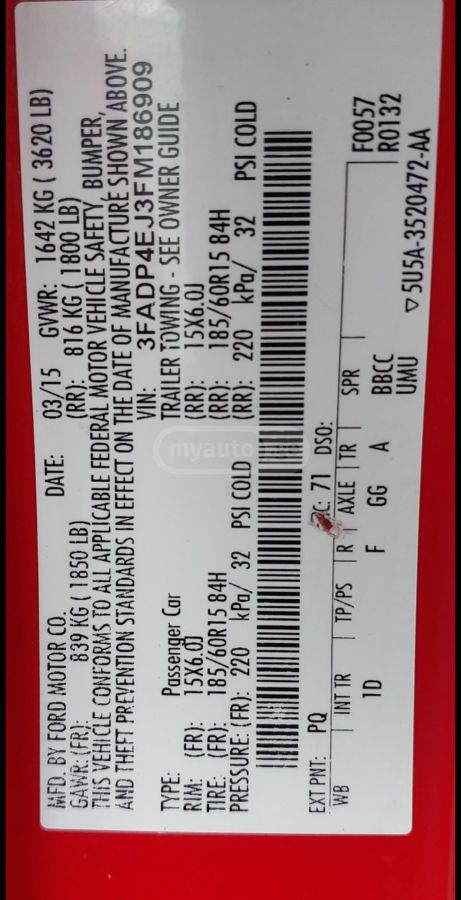 MFD. BY FORD MOTOR CO. DATE: 03/15 GVWR: 1642 KG ( 3620 LB)
GAWR: (FR): 839 KG ( 1850 LB) (RR): 816 KG ( 1800 LB)
THIS VEHICLE CONFORMS TO ALL APPLICABLE FEDERAL MOTOR VEHICLE SAFETY, BUMPER,
AND THEFT PREVENTION STANDARDS IN EFFECT ON THE DATE OF MANUFACTURE SHOWN ABOVE.
VIN: 3FADP4EJ3FM186909
TYPE: Passenger Car TRAILER TOWING - SEE OWNER GUIDE
RIM: (FR): 15X6.0J (RR): 15X6.0J
TIRE: (FR): 185/60R15 84H (RR): 185/60R15 84H
PRESSURE: (FR): 220 kPa/ 32 PSI COLD (RR): 220 kPa/ 32 PSI COLD
EXT PNT: PQ C: 71 DSO: F0057
WB INT TR TP/PS R AXLE TR SPR R0132
1D F GG A BBCC
UMU
▽ 5U5A-3520472-AA
myauto